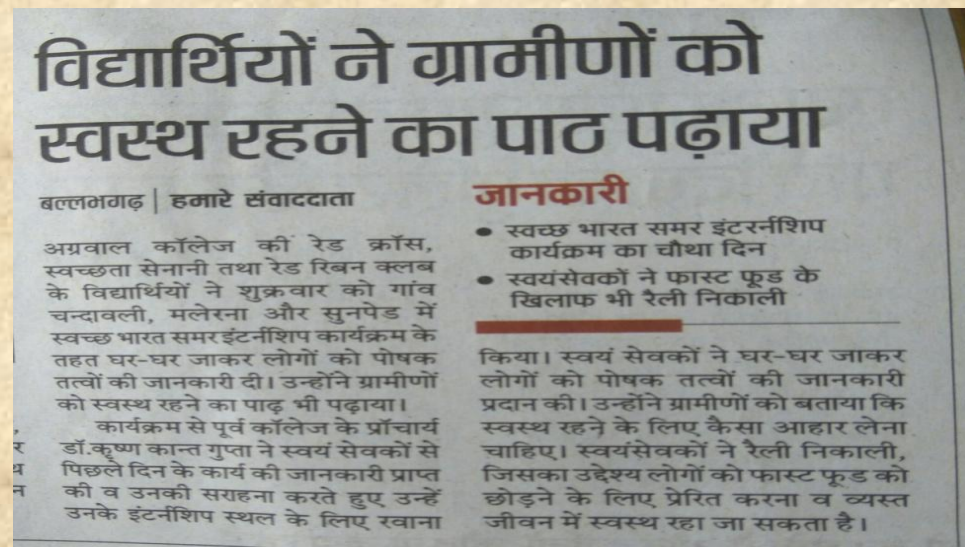 विद्यार्थियों ने ग्रामीणों को
स्वस्थ रहने का पाठ पढ़ाया
बल्लभगढ़ | हमारे संवाददाता
अग्रवाल कॉलेज की रेड क्रॉस,
स्वच्छता सेनानी तथा रेड रिबन क्लब
के विद्यार्थियों ने शुक्रवार को गांव
चन्दावली, मलेरना और सुनपेड में
स्वच्छ भारत समर इंटर्नशिप कार्यक्रम के
तहत घर-घर जाकर लोगों को पोषक
तत्वों की जानकारी दी। उन्होंने ग्रामीणों
को स्वस्थ रहने का पाढ़ भी पढ़ाया।
कार्यक्रम से पूर्व कॉलेज के प्रॉचार्य
डॉ.कृष्ण कान्त गुप्ता ने स्वयं सेवकों से
पिछले दिन के कार्य की जानकारी प्राप्त
की व उनकी सराहना करते हुए उन्हें
उनके इंटर्नशिप स्थल के लिए रवाना
जानकारी
● स्वच्छ भारत समर इंटरर्नशिप
कार्यक्रम का चौथा दिन
● स्वयंसेवकों ने फास्ट फूड के
खिलाफ भी रैली निकाली
किया। स्वयं सेवकों ने घर-घर जाकर
लोगों को पोषक तत्वों की जानकारी
प्रदान की। उन्होंने ग्रामीणों को बताया कि
स्वस्थ रहने के लिए कैसा आहार लेना
चाहिए। स्वयंसेवकों ने रैली निकाली,
जिसका उद्देश्य लोगों को फास्ट फूड को
छोड़ने के लिए प्रेरित करना व व्यस्त
जीवन में स्वस्थ रहा जा सकता है।